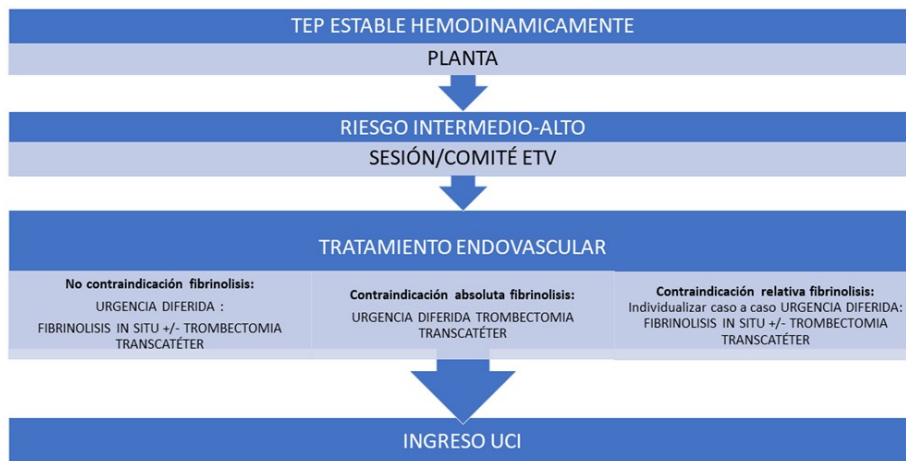 TEP ESTABLE HEMODINAMICAMENTE
PLANTA
RIESGO INTERMEDIO-ALTO
SESIÓN/COMITÉ ETV
TRATAMIENTO ENDOVASCULAR
No contraindicación fibrinolisis:
URGENCIA DIFERIDA :
FIBRINOLISIS IN SITU +/- TROMBECTOMIA
TRANSCATÉTER
Contraindicación absoluta fibrinolisis:
URGENCIA DIFERIDA TROMBECTOMIA
TRANSCATÉTER
Contraindicación relativa fibrinolisis:
Individualizar caso a caso URGENCIA DIFERIDA:
FIBRINOLISIS IN SITU +/- TROMBECTOMIA
TRANSCATÉTER
INGRESO UCI